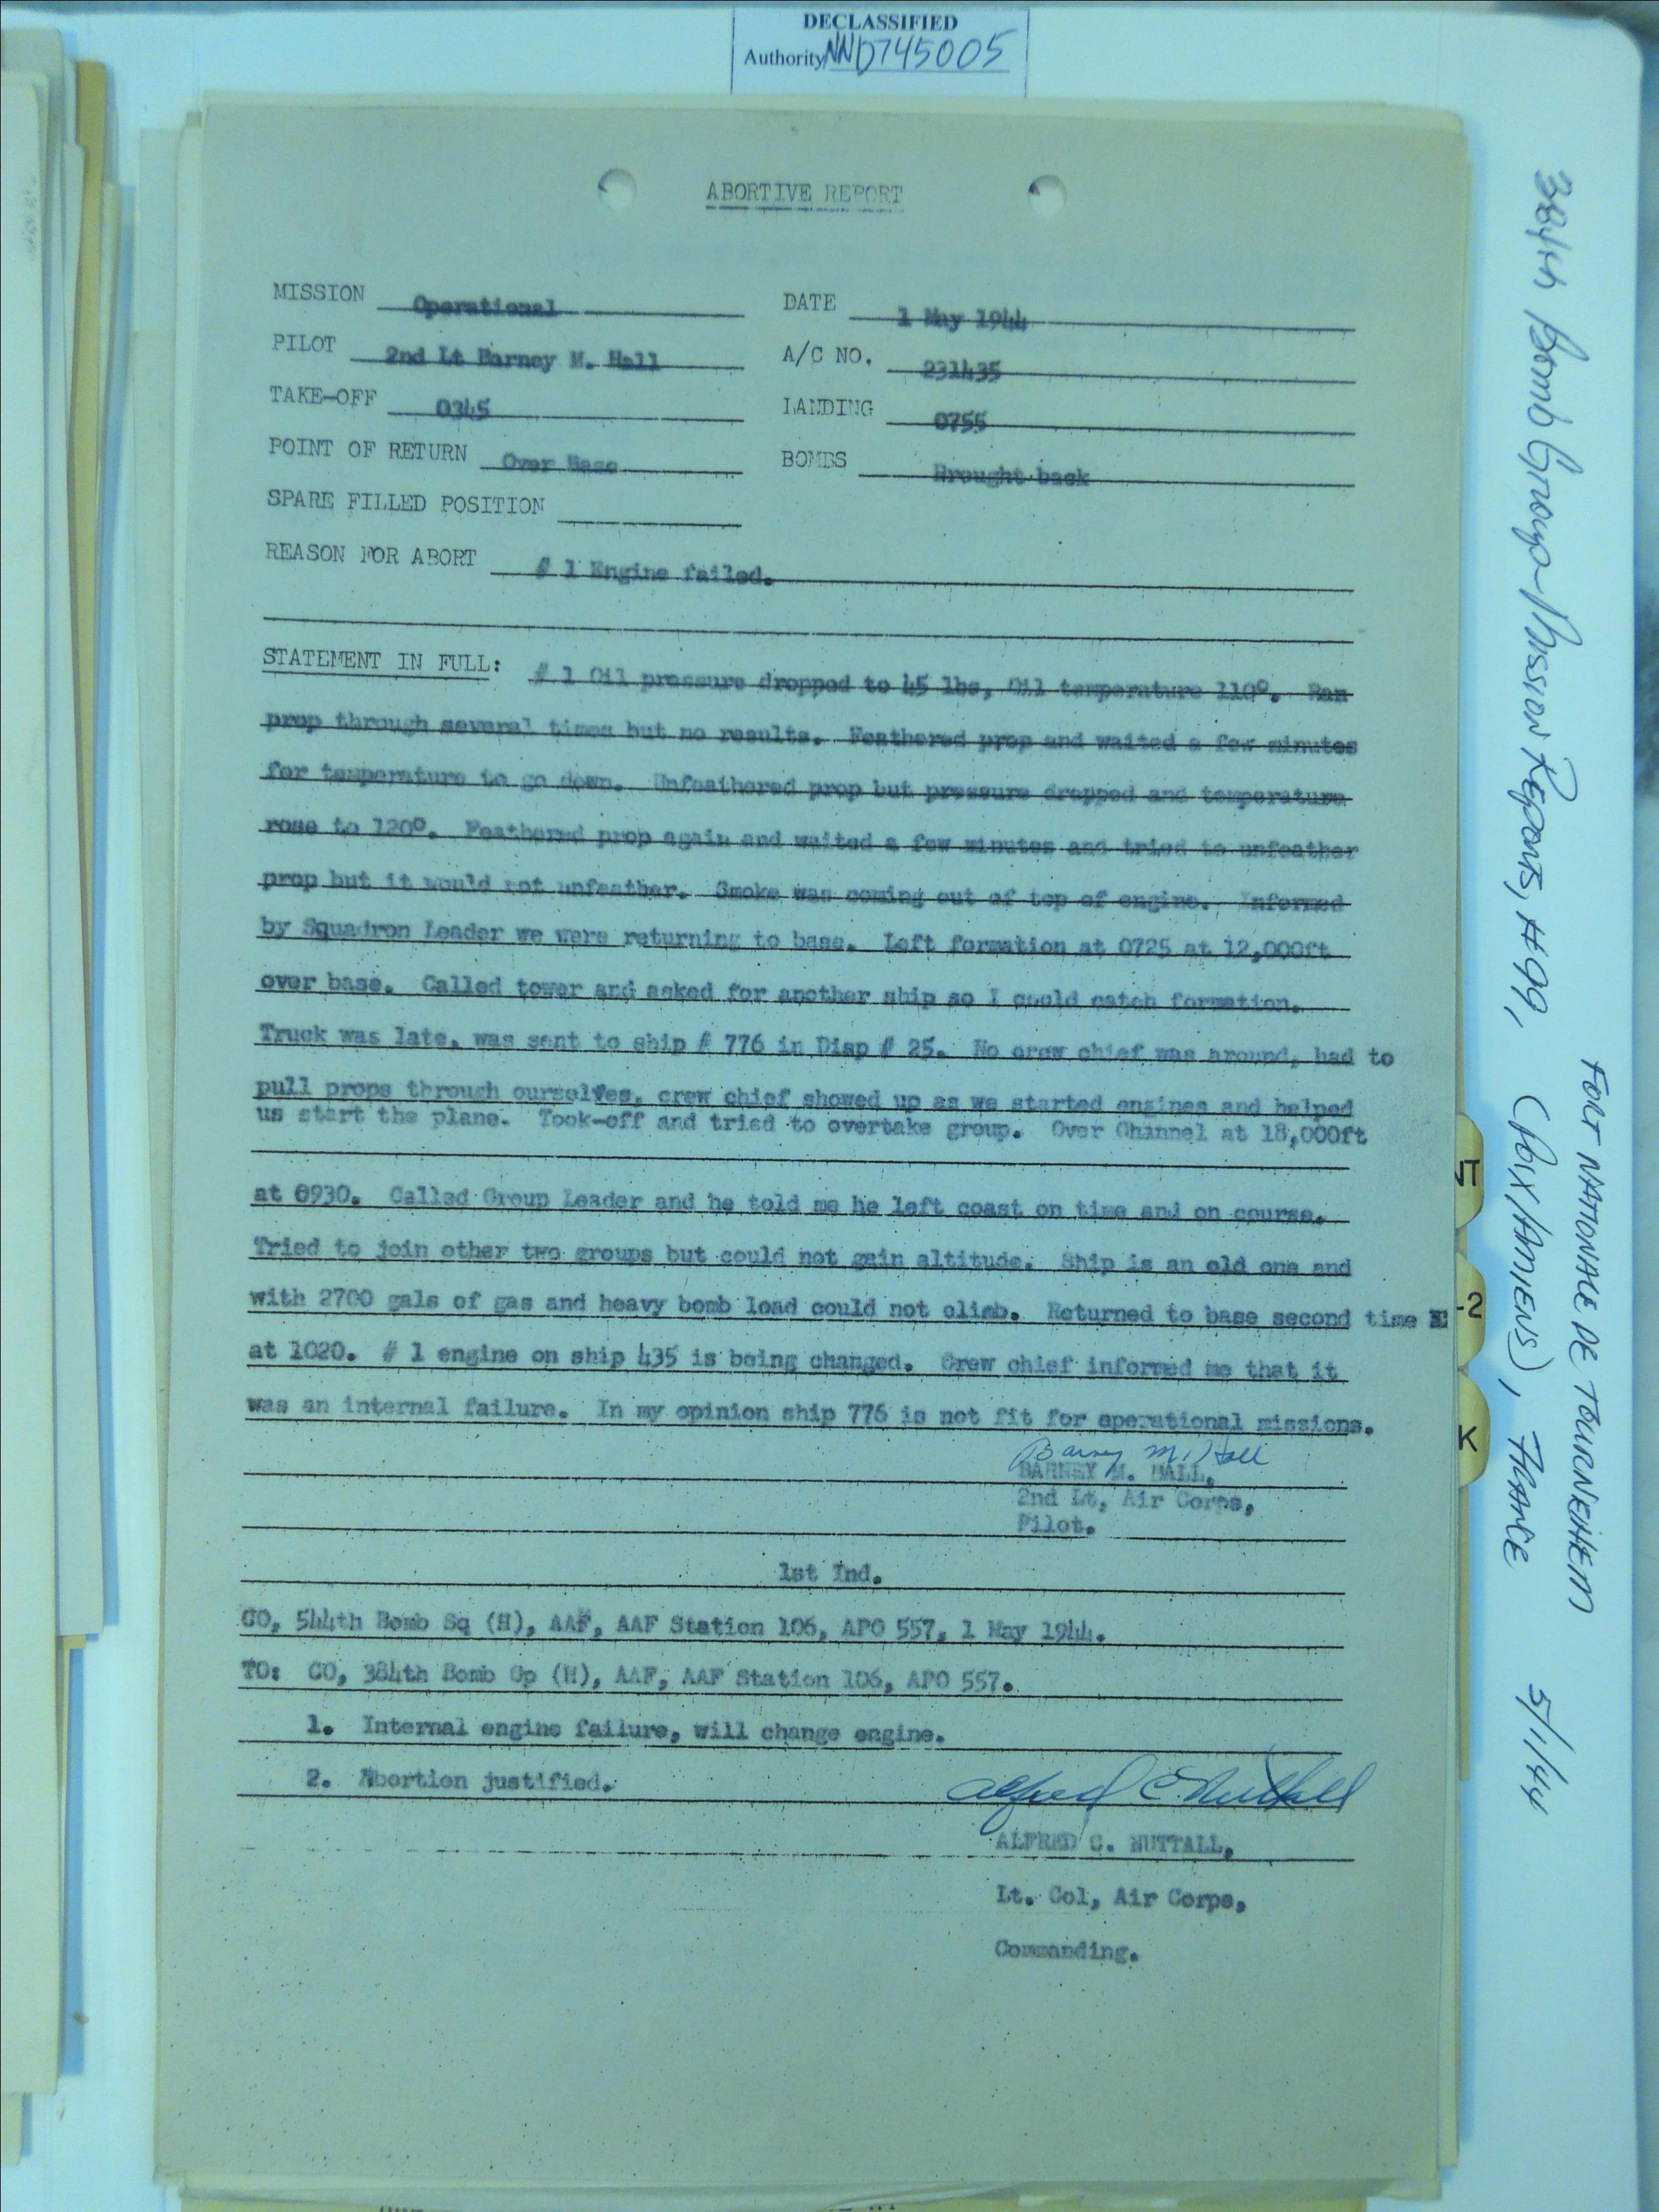 DECLASSIFIED
Authority NND745005
ABORTIVE REPORT
MISSION Operational DATE 1 May 1944
PILOT 2nd Lt Barney M. Hall A/C NO. 231435
TAKE-OFF 0345 LANDING 0755
POINT OF RETURN Over Base BOMBS Brought back
SPARE FILLED POSITION
REASON FOR ABORT # 1 Engine failed.
STATEMENT IN FULL: # 1 Oil pressure dropped to 45 lbs, Oil temperature 110°. Ran
prop through several times but no results. Feathered prop and waited a few minutes
for temperature to go down. Unfeathered prop but pressure dropped and temperature
rose to 120°. Feathered prop again and waited a few minutes and tried to unfeather
prop but it would not unfeather. Smoke was coming out of top of engine. Informed
by Squadron Leader we were returning to base. Left formation at 0725 at 12,000ft
over base. Called tower and asked for another ship so I could catch formation.
Truck was late, was sent to ship # 776 in Disp # 25. No crew chief was around, had to
pull props through ourselves, crew chief showed up as we started engines and helped
us start the plane. Took-off and tried to overtake group. Over Channel at 18,000ft
at 0930. Called Group Leader and he told me he left coast on time and on course.
Tried to join other two groups but could not gain altitude. Ship is an old one and
with 2700 gals of gas and heavy bomb load could not climb. Returned to base second time
at 1020. # 1 engine on ship 435 is being changed. Crew chief informed me that it
was an internal failure. In my opinion ship 776 is not fit for operational missions.
Barney M. Hall
BARNEY M. HALL,
2nd Lt, Air Corps,
Pilot.
1st Ind.
CO, 544th Bomb Sq (H), AAF, AAF Station 106, APO 557, 1 May 1944.
TO: CO, 384th Bomb Gp (H), AAF, AAF Station 106, APO 557.
1. Internal engine failure, will change engine.
2. Abortion justified.
Alfred C. Nuttall
ALFRED C. NUTTALL,
Lt. Col, Air Corps,
Commanding.
384th Bomb Group-Mission Reports, #99, (POIX/AMIENS), FRANCE 5/1/44
FORT NATIONALE DE TOURNEHEM
NT
-2
K